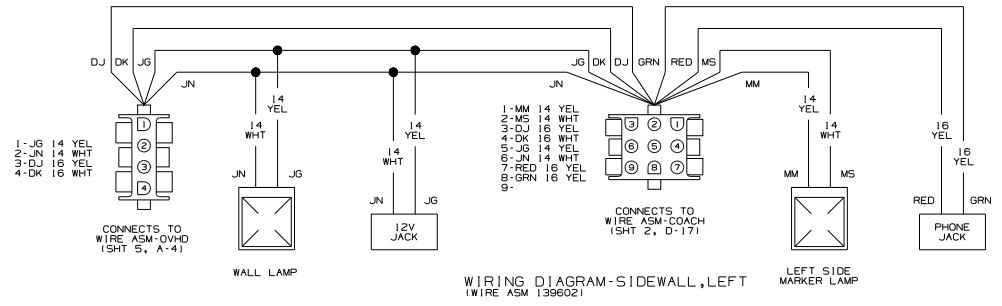 DJ DK JG
JN
JG DK DJ GRN
JN
RED MS
MM
14 YEL
14 WHT
14 YEL
14 WHT
14 YEL
14 WHT
16 YEL
16 YEL
1-JG 14 YEL
2-JN 14 WHT
3-DJ 16 YEL
4-DK 16 WHT
1
2
3
4
CONNECTS TO
WIRE ASM-OVHD
(SHT 5, A-4)
JN JG
WALL LAMP
JN JG
12V
JACK
1-MM 14 YEL
2-MS 14 WHT
3-DJ 16 YEL
4-DK 16 WHT
5-JG 14 YEL
6-JN 14 WHT
7-RED 16 YEL
8-GRN 16 YEL
9-
3 2 1
6 5 4
9 8 7
CONNECTS TO
WIRE ASM-COACH
(SHT 2, D-17)
MM MS
LEFT SIDE
MARKER LAMP
RED GRN
PHONE
JACK
WIRING DIAGRAM-SIDEWALL,LEFT
(WIRE ASM 139602)